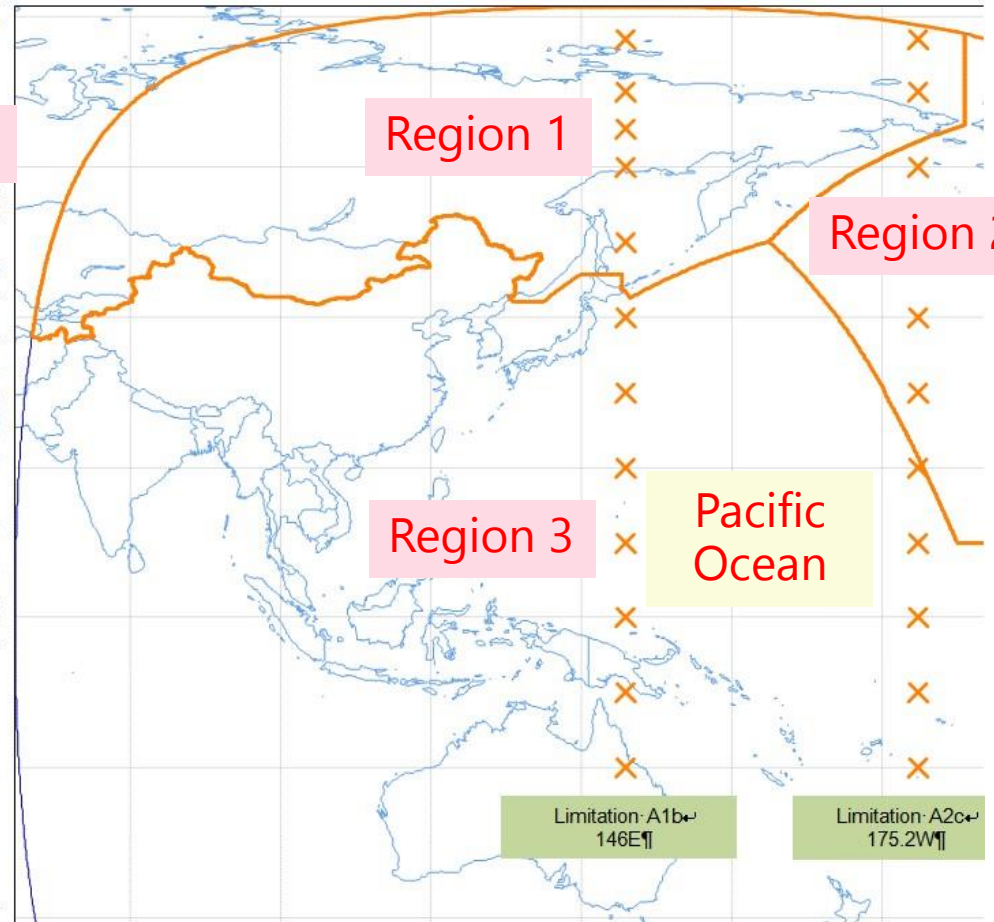 Region 1
Region 2
Region 3
Pacific
Ocean
Limitation·A1b↵
146E¶
Limitation·A2c↵
175.2W¶